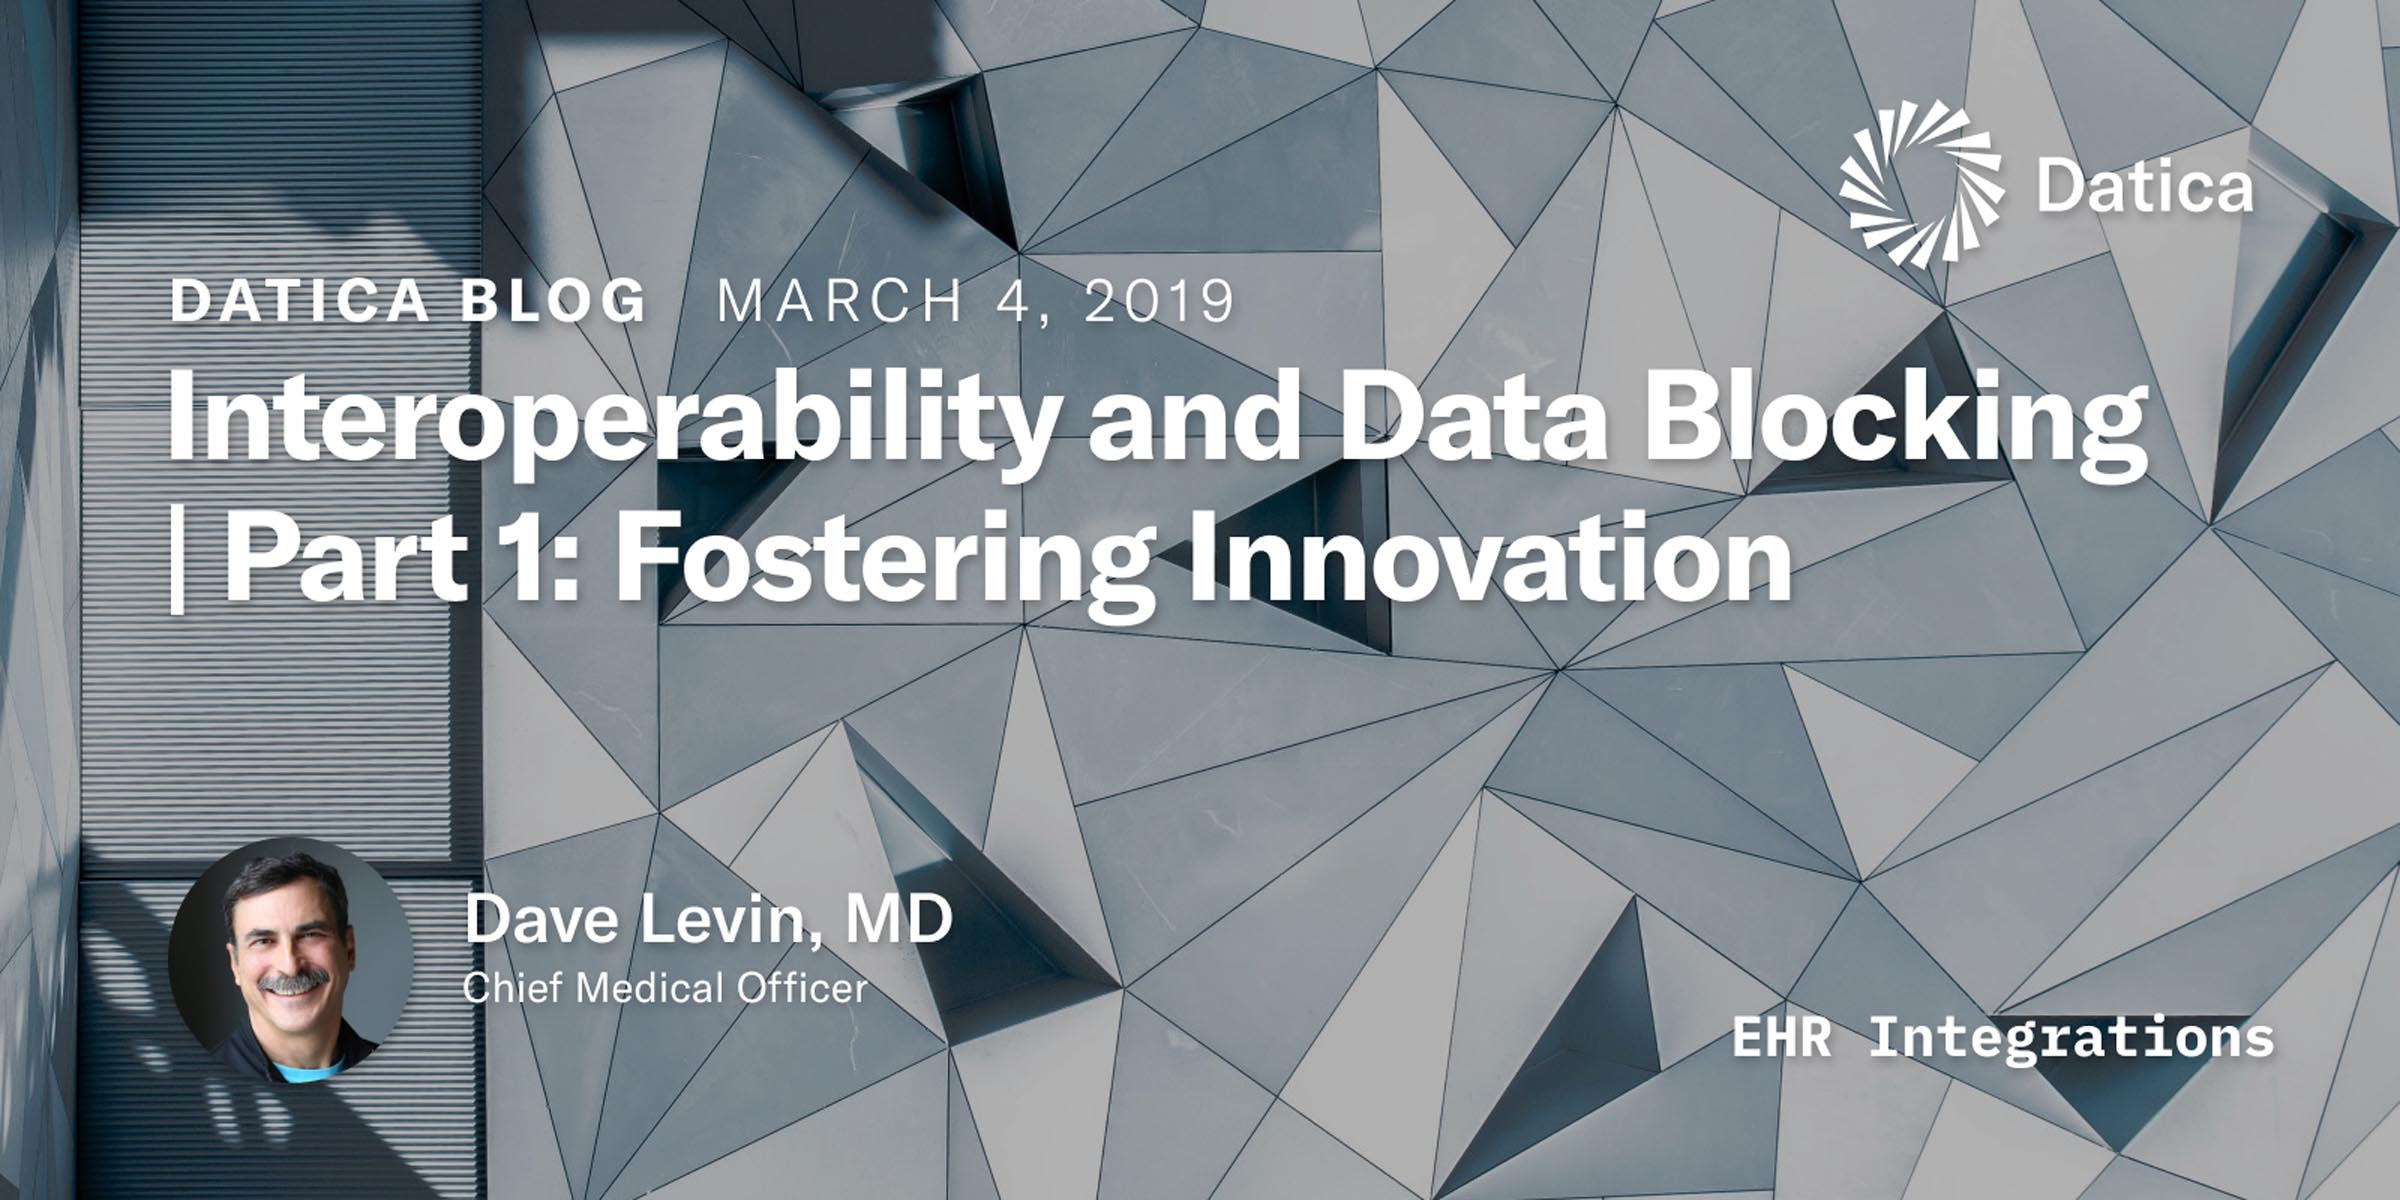 Datica
DATICA BLOG MARCH 4, 2019
Interoperability and Data Blocking
| Part 1: Fostering Innovation
Dave Levin, MD
Chief Medical Officer
EHR Integrations